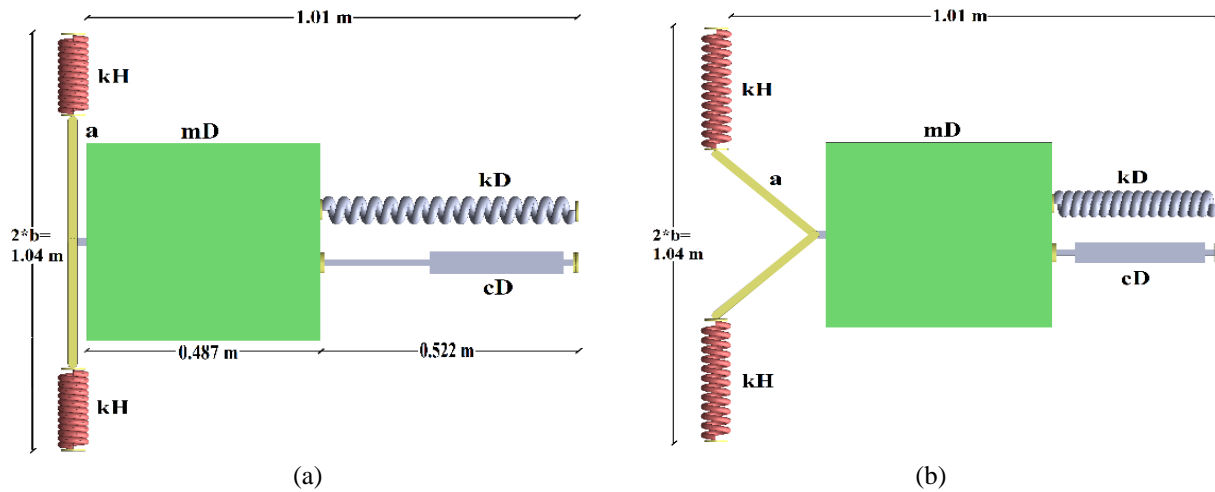 1.01 m
kH
a
mD
kD
2*b=
1.04 m
cD
0.487 m
0.522 m
kH
(a)
1.01 m
kH
mD
a
kD
2*b=
1.04 m
cD
kH
(b)